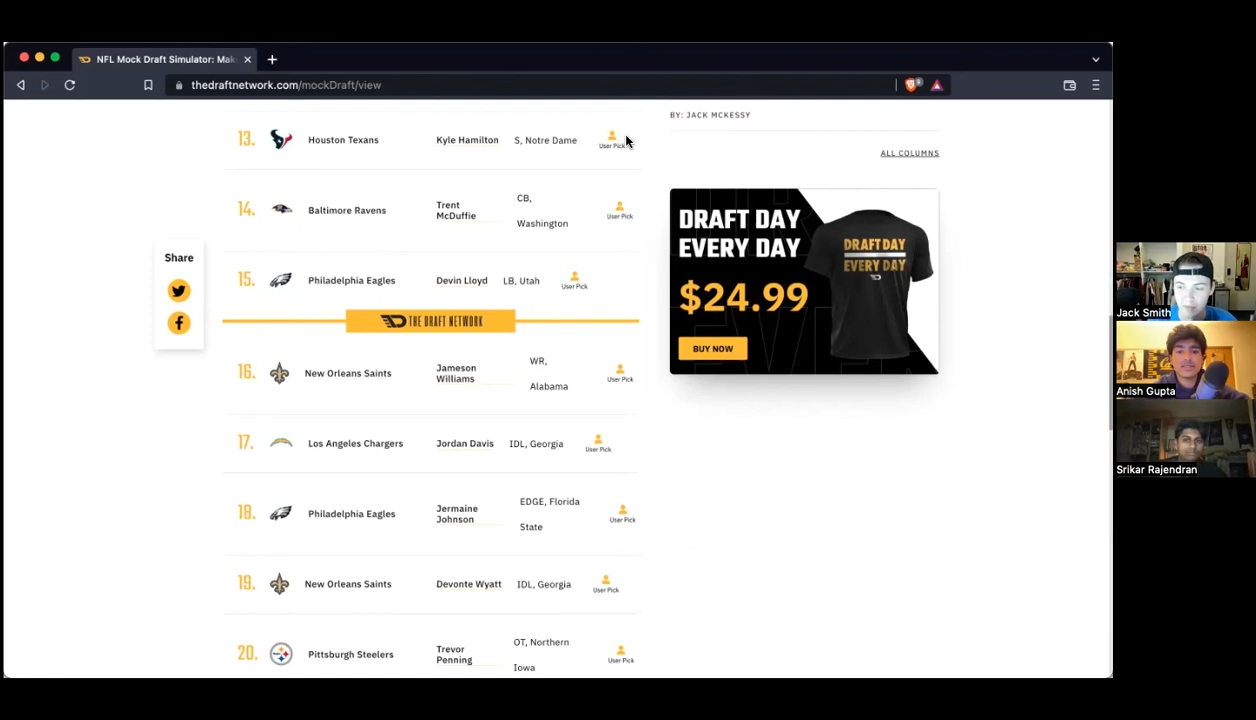 NFL Mock Draft Simulator: Mak
thedraftnetwork.com/mockDraft/view
13. Houston Texans Kyle Hamilton S, Notre Dame User Pick
14. Baltimore Ravens Trent McDuffie CB, Washington User Pick
15. Philadelphia Eagles Devin Lloyd LB, Utah User Pick
THE DRAFT NETWORK
16. New Orleans Saints Jameson Williams WR, Alabama User Pick
17. Los Angeles Chargers Jordan Davis IDL, Georgia User Pick
18. Philadelphia Eagles Jermaine Johnson EDGE, Florida State User Pick
19. New Orleans Saints Devonte Wyatt IDL, Georgia User Pick
20. Pittsburgh Steelers Trevor Penning OT, Northern Iowa User Pick
Share
BY: JACK MCKESSY
ALL COLUMNS
DRAFT DAY
EVERY DAY
$24.99
BUY NOW
DRAFT DAY
EVERY DAY
Jack Smith
Anish Gupta
Srikar Rajendran